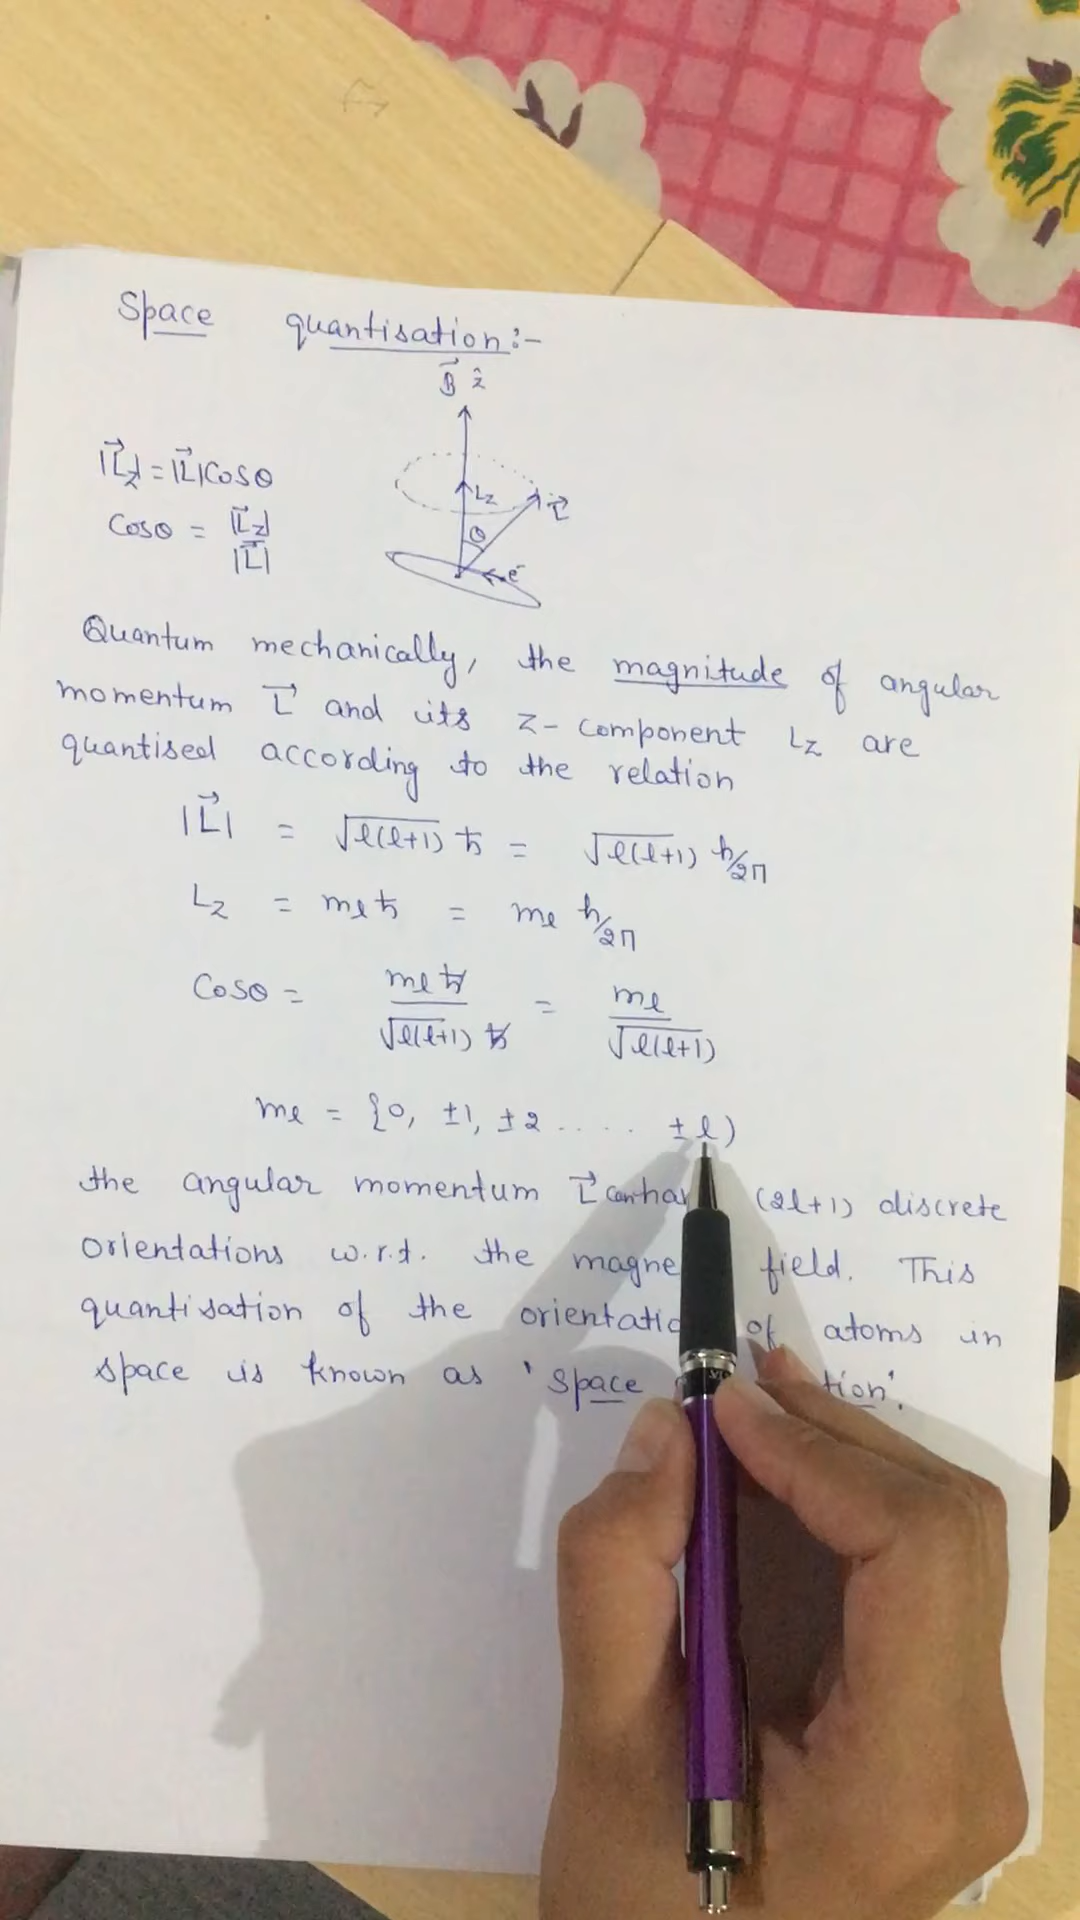 Space quantisation:-
B⃗ ẑ
|L⃗z| = |L⃗|Cosθ
Cosθ = |L⃗z| / |L⃗|
Lz
L⃗
θ
e⁻
Quantum mechanically, the magnitude of angular
momentum L⃗ and its z-component Lz are
quantised according to the relation
|L⃗| = √l(l+1) ħ = √l(l+1) h/2π
Lz = ml ħ = ml h/2π
Cosθ = ml ħ / √l(l+1) ħ = ml / √l(l+1)
ml = {0, ±1, ±2 ..... ±l)
the angular momentum L⃗ can (2l+1) discrete
orientations w.r.t. the field. This
quantisation of the of atoms in
space is known as 'space